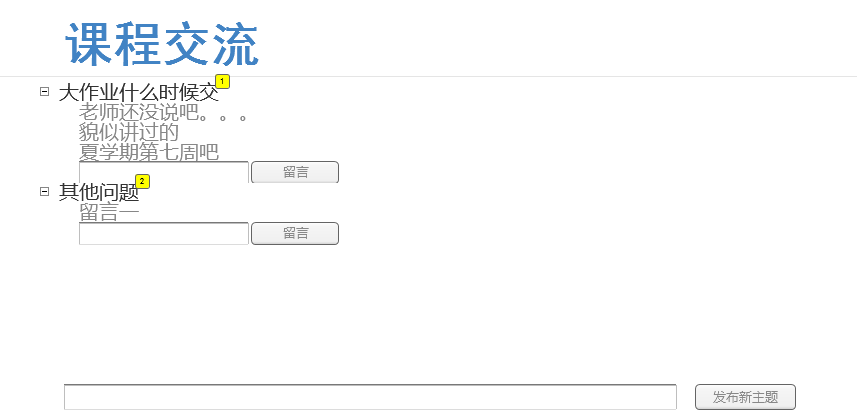 课程交流
大作业什么时候交 1
老师还没说吧。。。
貌似讲过的
夏学期第七周吧
留言
其他问题 2
留言一
留言
发布新主题